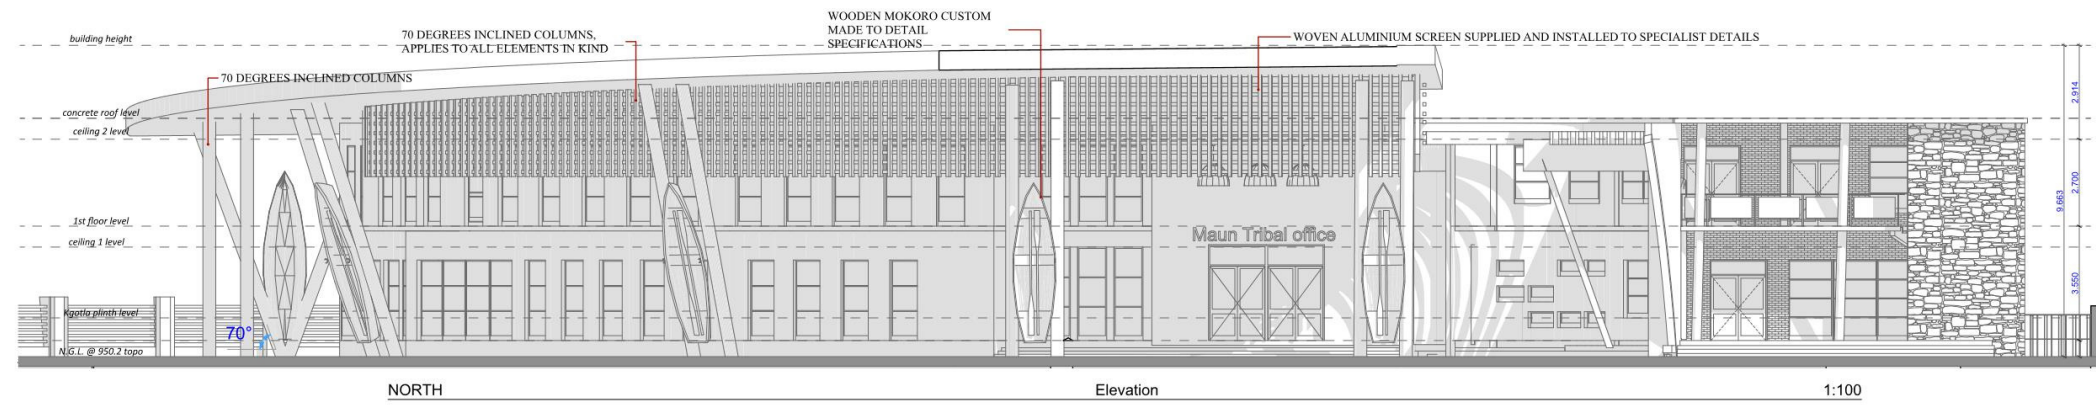 WOODEN MOKORO CUSTOM
MADE TO DETAIL
SPECIFICATIONS
70 DEGREES INCLINED COLUMNS,
APPLIES TO ALL ELEMENTS IN KIND
WOVEN ALUMINIUM SCREEN SUPPLIED AND INSTALLED TO SPECIALIST DETAILS
building height
70 DEGREES INCLINED COLUMNS
concrete roof level
ceiling 2 level
2.914
2.700
9.663
1st floor level
ceiling 1 level
Maun Tribal office
3.550
Kgotla plinth level
70°
N.G.L. @ 950.2 topo
NORTH
Elevation
1:100